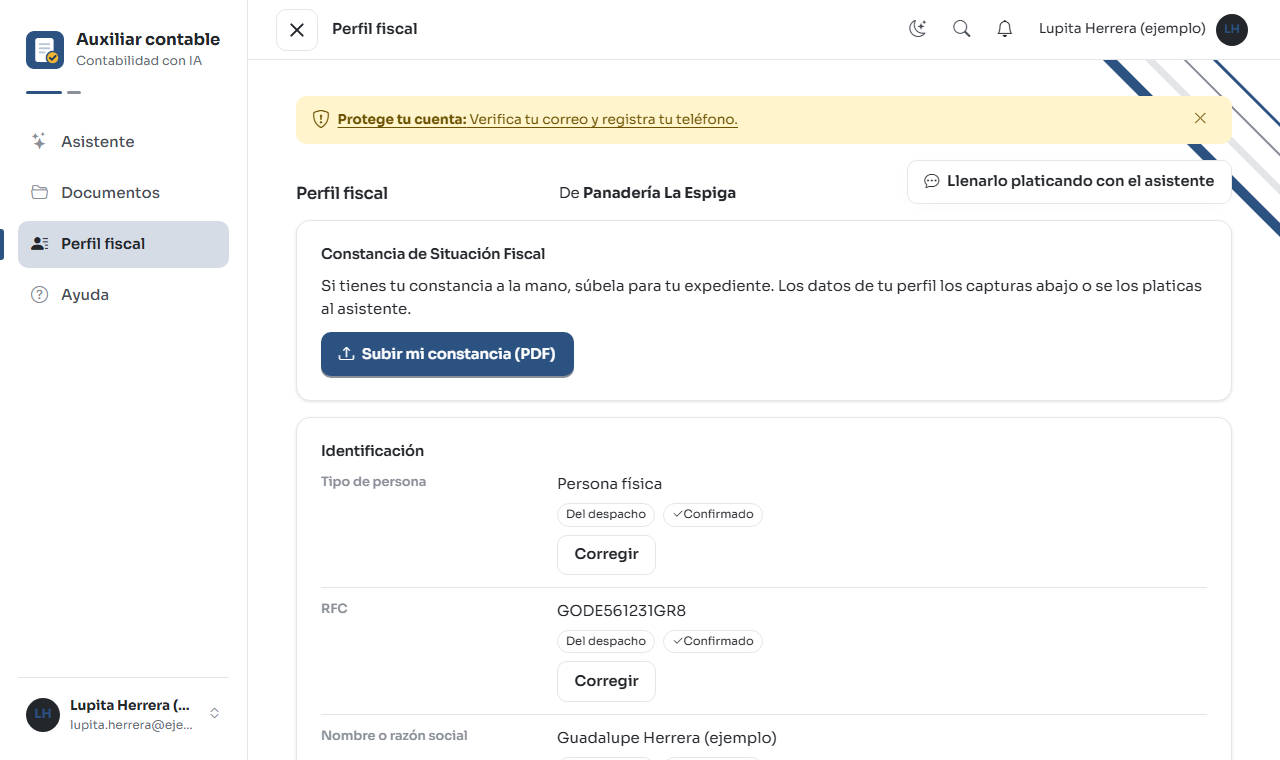 Auxiliar contable
Contabilidad con IA
Asistente
Documentos
Perfil fiscal
Ayuda
Lupita Herrera (...
lupita.herrera@eje...
LH
Perfil fiscal
Lupita Herrera (ejemplo)
LH
Protege tu cuenta: Verifica tu correo y registra tu teléfono.
Perfil fiscal
De Panadería La Espiga
Llenarlo platicando con el asistente
Constancia de Situación Fiscal
Si tienes tu constancia a la mano, súbela para tu expediente. Los datos de tu perfil los capturas abajo o se los platicas
al asistente.
Subir mi constancia (PDF)
Identificación
Tipo de persona
Persona física
Del despacho
Confirmado
Corregir
RFC
GODE561231GR8
Del despacho
Confirmado
Corregir
Nombre o razón social
Guadalupe Herrera (ejemplo)